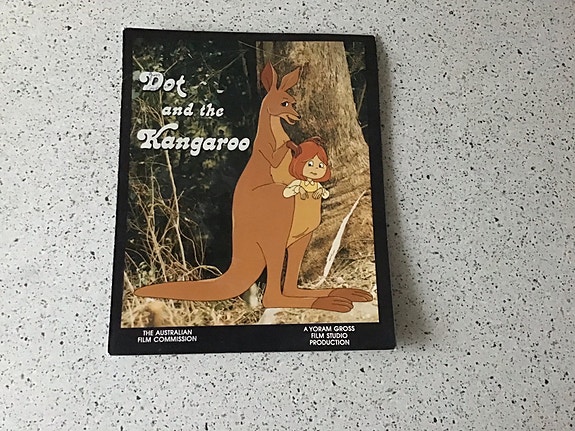 Dot
and the
Kangaroo
THE AUSTRALIAN
FILM COMMISSION
A YORAM GROSS
FILM STUDIO
PRODUCTION